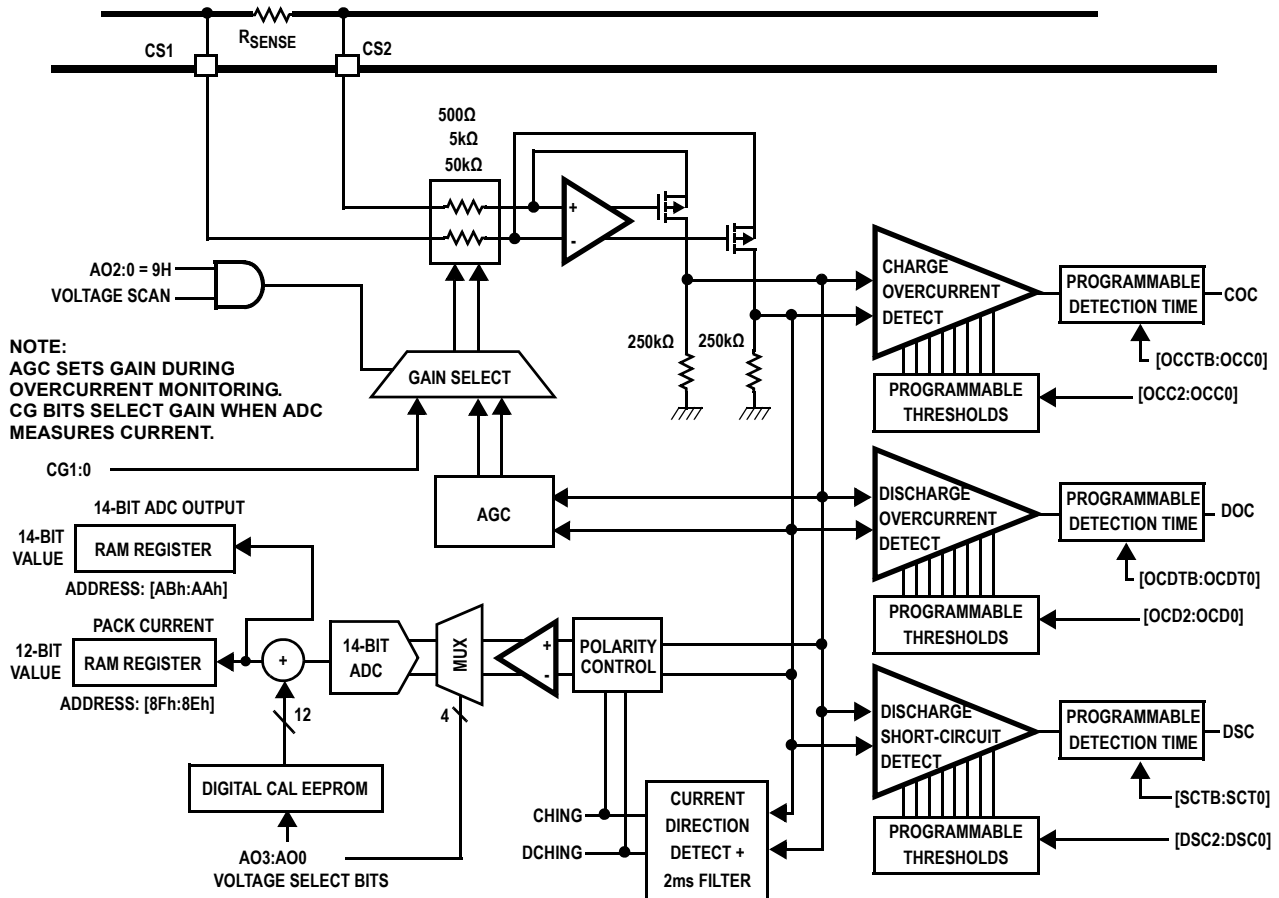 RSENSE
CS1
CS2
500Ω
5kΩ
50kΩ
+
-
AO2:0 = 9H
VOLTAGE SCAN
NOTE:
AGC SETS GAIN DURING
OVERCURRENT MONITORING.
CG BITS SELECT GAIN WHEN ADC
MEASURES CURRENT.
GAIN SELECT
250kΩ
250kΩ
CG1:0
AGC
CHARGE
OVERCURRENT
DETECT
PROGRAMMABLE
DETECTION TIME
COC
[OCCTB:OCC0]
PROGRAMMABLE
THRESHOLDS
[OCC2:OCC0]
DISCHARGE
OVERCURRENT
DETECT
PROGRAMMABLE
DETECTION TIME
DOC
[OCDTB:OCDT0]
PROGRAMMABLE
THRESHOLDS
[OCD2:OCD0]
DISCHARGE
SHORT-CIRCUIT
DETECT
PROGRAMMABLE
DETECTION TIME
DSC
[SCTB:SCT0]
PROGRAMMABLE
THRESHOLDS
[DSC2:DSC0]
14-BIT ADC OUTPUT
14-BIT
VALUE
RAM REGISTER
ADDRESS: [ABh:AAh]
PACK CURRENT
12-BIT
VALUE
RAM REGISTER
ADDRESS: [8Fh:8Eh]
+
12
14-BIT
ADC
MUX
4
+
-
POLARITY
CONTROL
DIGITAL CAL EEPROM
AO3:AO0
VOLTAGE SELECT BITS
CHING
DCHING
CURRENT
DIRECTION
DETECT +
2ms FILTER